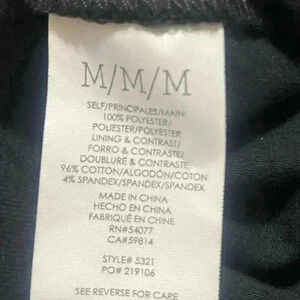 M/M/M
SELF/PRINCIPALES/MAIN:
100% POLYESTER/
POLIESTER/POLYESTER
LINING & CONTRAST/
FORRO & CONTRASTE/
DOUBLURE & CONTRASTE
96% COTTON/ALGODÓN/COTON
4% SPANDEX/SPANDEX/SPANDEX
MADE IN CHINA
HECHO EN CHINA
FABRIQUÉ EN CHINE
RN#54077
CA#59814
STYLE# 5321
PO# 219106
SEE REVERSE FOR CARE